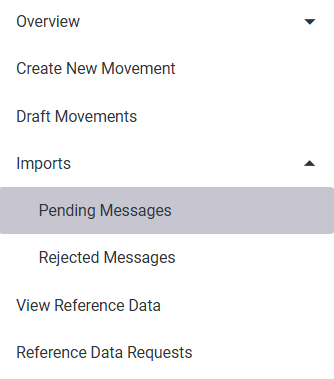 Overview
Create New Movement
Draft Movements
Imports
Pending Messages
Rejected Messages
View Reference Data
Reference Data Requests